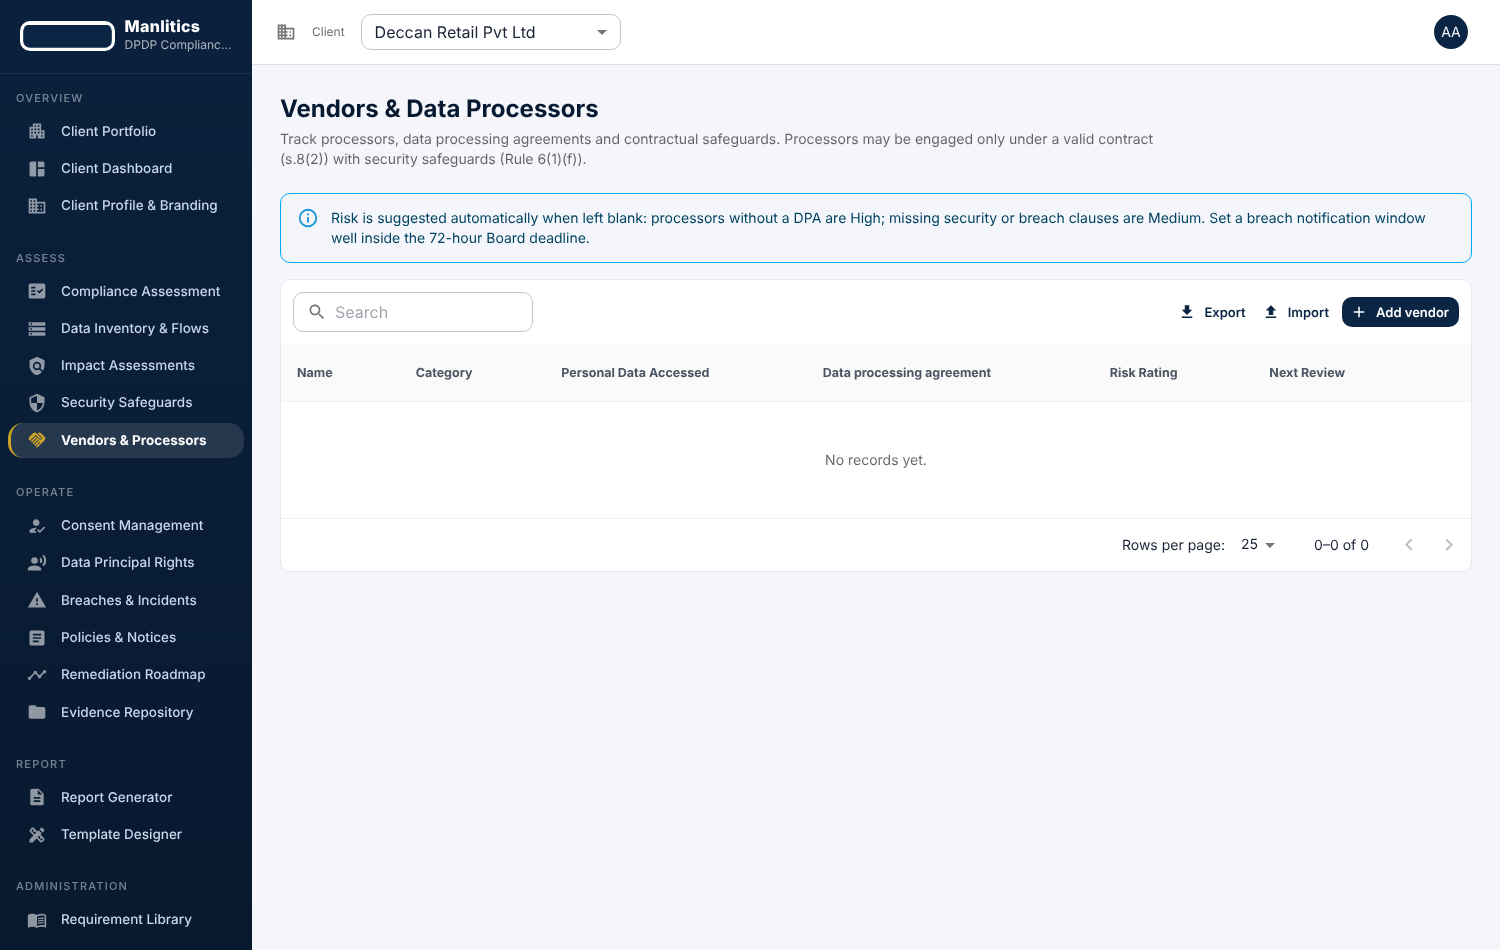 Manlitics
DPDP Complianc...
Client
Deccan Retail Pvt Ltd
AA
OVERVIEW
Client Portfolio
Client Dashboard
Client Profile & Branding
ASSESS
Compliance Assessment
Data Inventory & Flows
Impact Assessments
Security Safeguards
Vendors & Processors
OPERATE
Consent Management
Data Principal Rights
Breaches & Incidents
Policies & Notices
Remediation Roadmap
Evidence Repository
REPORT
Report Generator
Template Designer
ADMINISTRATION
Requirement Library
Vendors & Data Processors
Track processors, data processing agreements and contractual safeguards. Processors may be engaged only under a valid contract
(s.8(2)) with security safeguards (Rule 6(1)(f)).
Risk is suggested automatically when left blank: processors without a DPA are High; missing security or breach clauses are Medium. Set a breach notification window
well inside the 72-hour Board deadline.
Search
Export
Import
Add vendor
Name
Category
Personal Data Accessed
Data processing agreement
Risk Rating
Next Review
No records yet.
Rows per page:
25
0–0 of 0